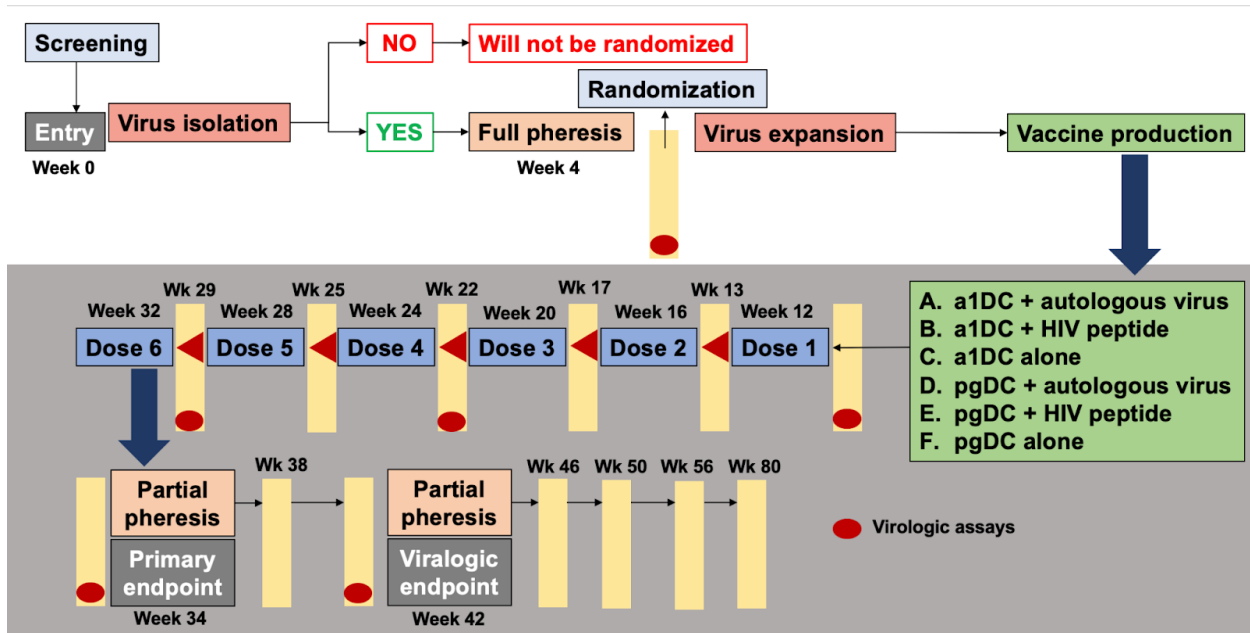 Screening
NO
Will not be randomized
Randomization
Entry
Virus isolation
YES
Full pheresis
Virus expansion
Vaccine production
Week 0
Week 4
Wk 29
Wk 25
Wk 22
Wk 17
Wk 13
Week 32
Week 28
Week 24
Week 20
Week 16
Week 12
Dose 6
Dose 5
Dose 4
Dose 3
Dose 2
Dose 1
A. a1DC + autologous virus
B. a1DC + HIV peptide
C. a1DC alone
D. pgDC + autologous virus
E. pgDC + HIV peptide
F. pgDC alone
Partial
pheresis
Primary
endpoint
Week 34
Wk 38
Partial
pheresis
Viralogic
endpoint
Week 42
Wk 46
Wk 50
Wk 56
Wk 80
Virologic assays